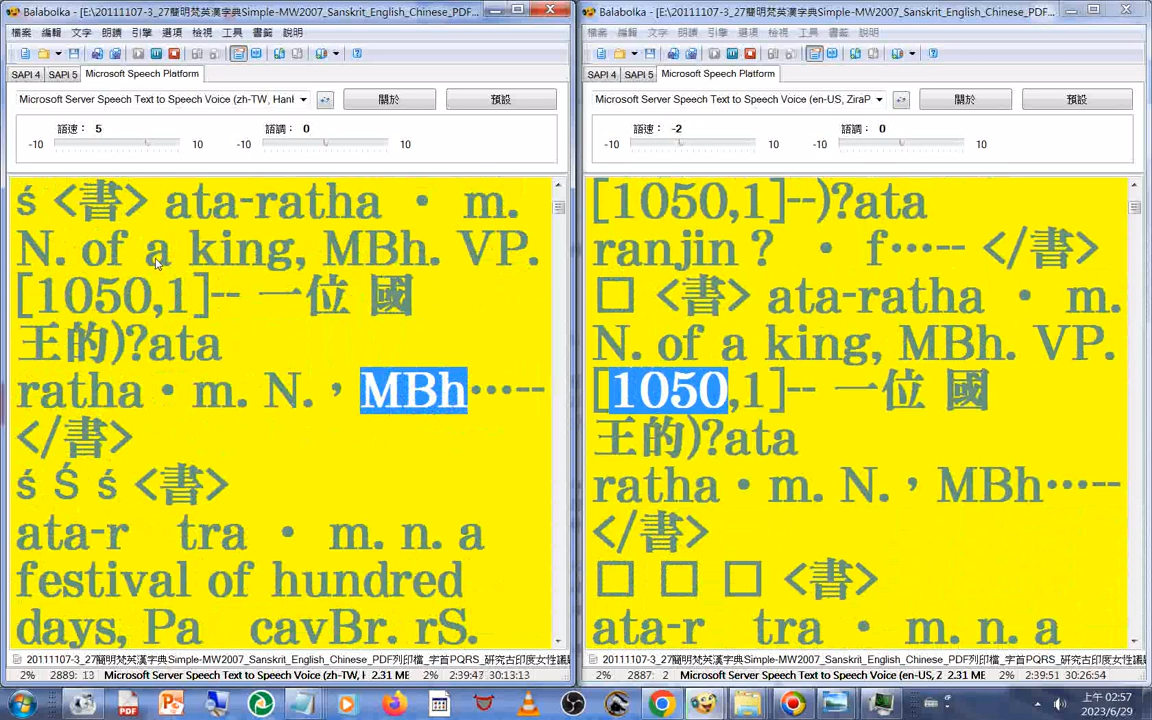 Balabolka - [E:\20111107-3_27簡明梵英漢字典Simple-MW2007_Sanskrit_English_Chinese_PDF...
檔案 編輯 文字 朗讀 引擎 選項 檢視 工具 書籤 說明
SAPI 4 SAPI 5 Microsoft Speech Platform
Microsoft Server Speech Text to Speech Voice (zh-TW, Hanl
關於 預設
語速： 5 語調： 0
-10 10 -10 10
ś <書> ata-ratha • m.
N. of a king, MBh. VP.
[1050,1]-- 一位 國
王的)?ata
ratha • m. N.，MBh…--
</書>
ś Ś ś <書>
ata-r tra • m. n. a
festival of hundred
days, Pa cavBr. rS.
20111107-3_27簡明梵英漢字典Simple-MW2007_Sanskrit_English_Chinese_PDF列印檔_字首PQRS_研究古印度女性議
2% 2889: 13 Microsoft Server Speech Text to Speech Voice (zh-TW, H 2.31 ME 2% 2:39:47 30:13:13
Balabolka - [E:\20111107-3_27簡明梵英漢字典Simple-MW2007_Sanskrit_English_Chinese_PDF...
檔案 編輯 文字 朗讀 引擎 選項 檢視 工具 書籤 說明
SAPI 4 SAPI 5 Microsoft Speech Platform
Microsoft Server Speech Text to Speech Voice (en-US, ZiraP
關於 預設
語速： -2 語調： 0
-10 10 -10 10
[1050,1]--)?ata
ranjin？ • f…-- </書>
□ <書> ata-ratha • m.
N. of a king, MBh. VP.
[1050,1]-- 一位 國
王的)?ata
ratha • m. N.，MBh…--
</書>
□ □ □ <書>
ata-r tra • m. n. a
20111107-3_27簡明梵英漢字典Simple-MW2007_Sanskrit_English_Chinese_PDF列印檔_字首PQRS_研究古印度女性議
2% 2887: 2 Microsoft Server Speech Text to Speech Voice (en-US, Z 2.31 ME 2% 2:39:51 30:26:54
PDF
上午 02:57
2023/6/29